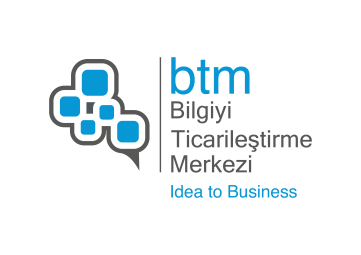 btm
Bilgiyi
Ticarileştirme
Merkezi
Idea to Business